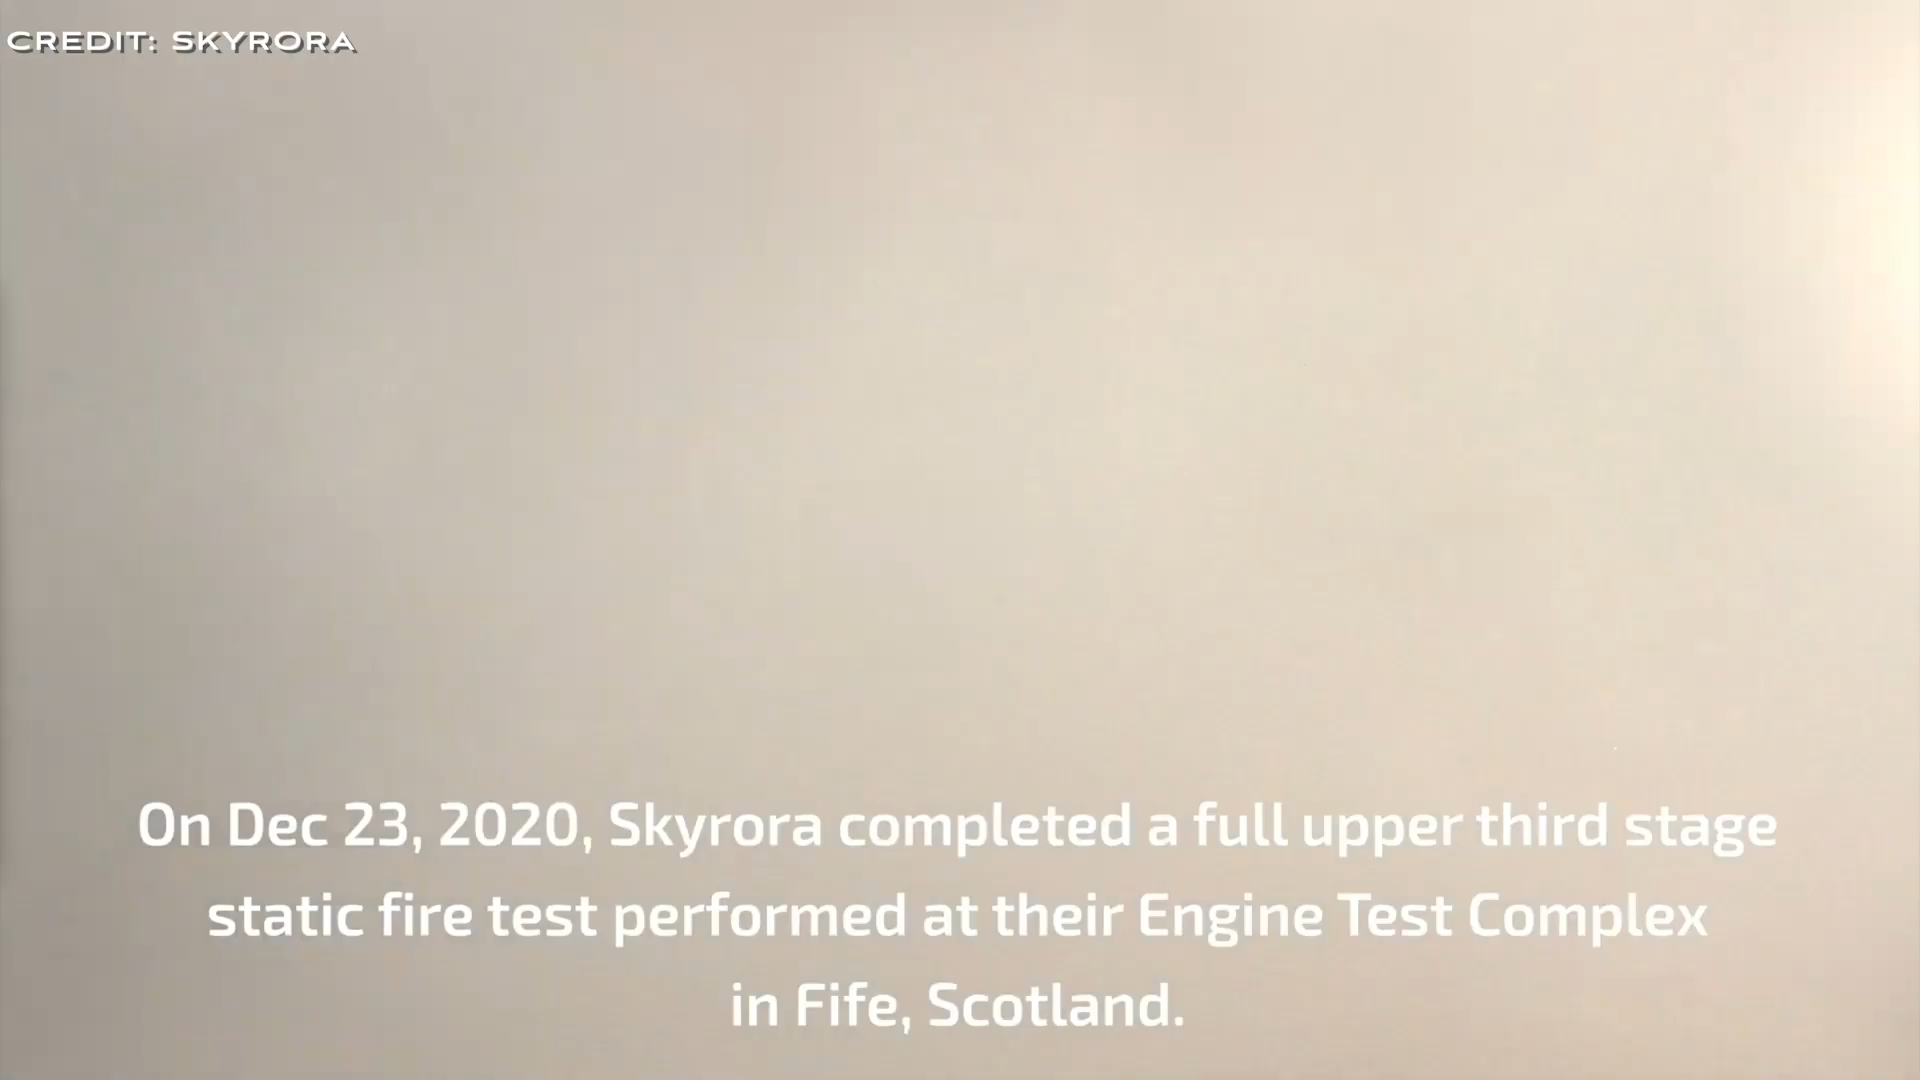 CREDIT: SKYRORA
On Dec 23, 2020, Skyrora completed a full upper third stage
static fire test performed at their Engine Test Complex
in Fife, Scotland.